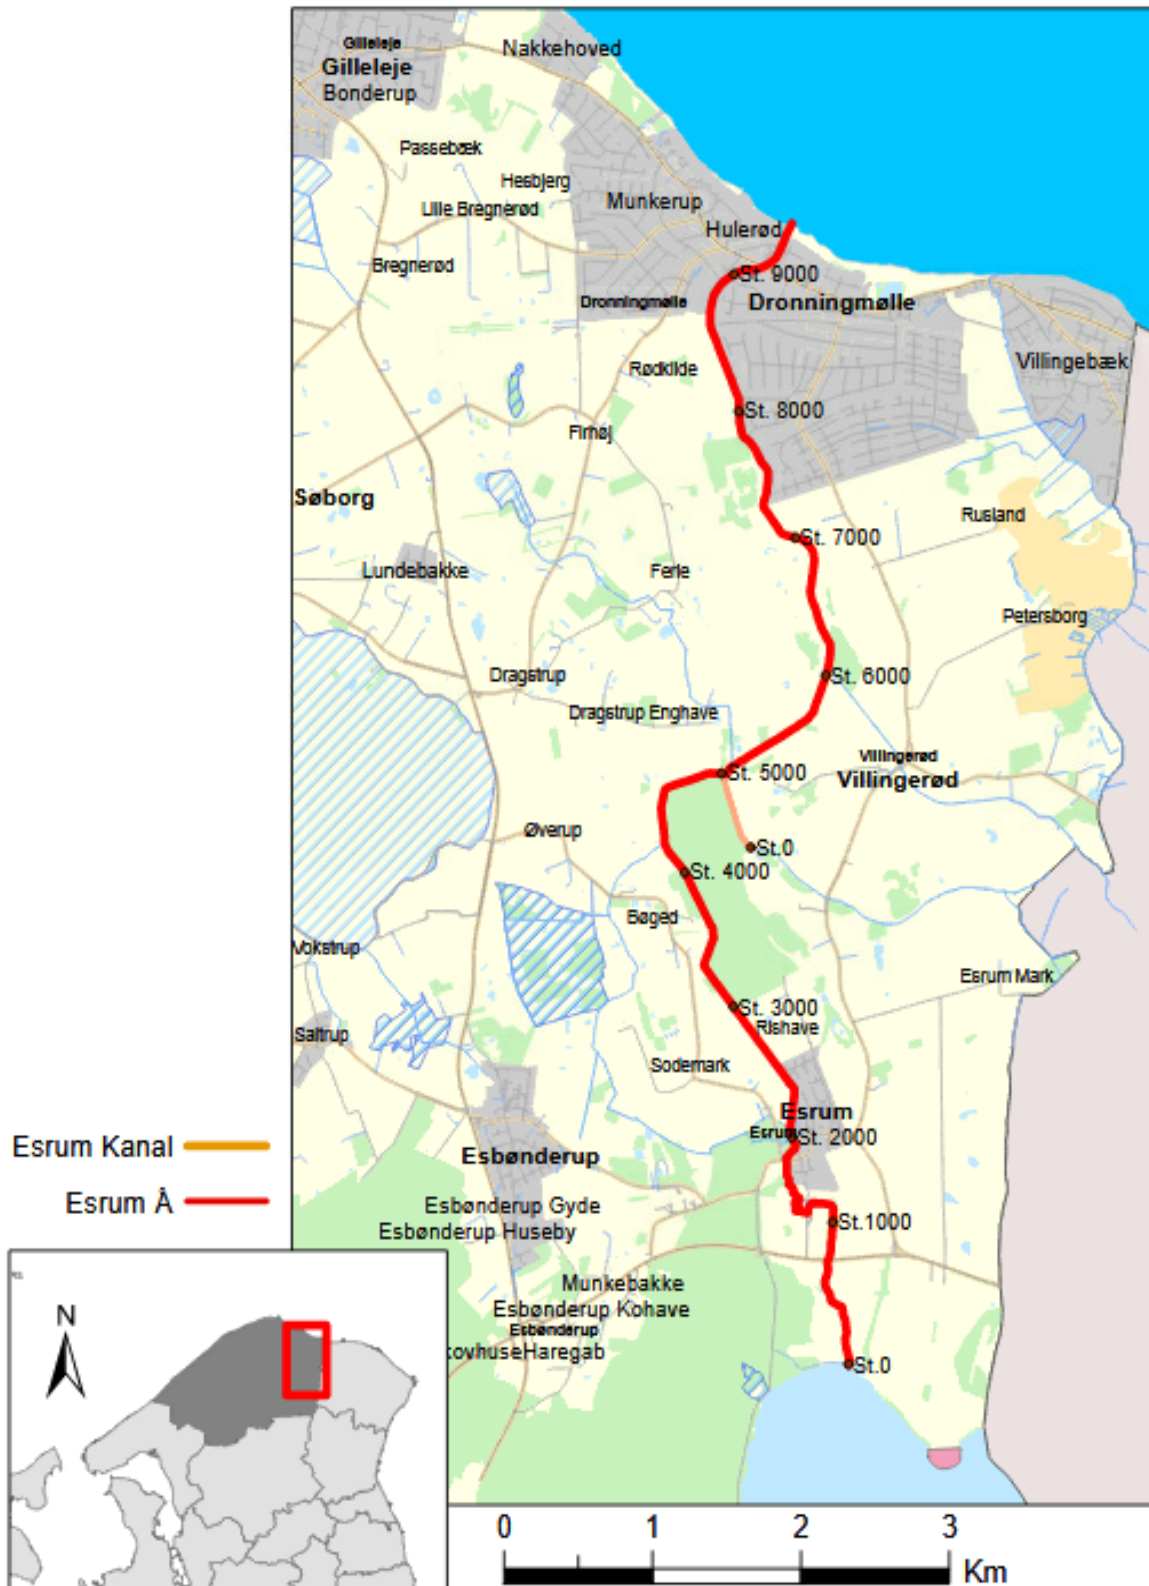 Gilleleje
Nakkehoved
Gilleleje
Bonderup
Passebæk
Hesbjerg
Munkerup
Lille Bregnerød
Hulerød
Bregnerød
St. 9000
Dronningmølle
Dronningmølle
Villingebæk
Rødkilde
St. 8000
Firhøj
Søborg
Rusland
St. 7000
Lundebakke
Ferle
Petersborg
Dragstrup
St. 6000
Dragstrup Enghave
Villingerød
St. 5000
Villingerød
Øverup
St.0
St. 4000
Bøged
Vokstrup
Esrum Mark
St. 3000
Rishave
Saltrup
Sodemark
Esrum
Esrum
St. 2000
Esrum Kanal
Esbønderup
Esrum Å
Esbønderup Gyde
St.1000
Esbønderup Huseby
Munkebakke
Esbønderup Kohave
Esbønderup
kovhuseHaregab
St.0
N
0 1 2 3
Km